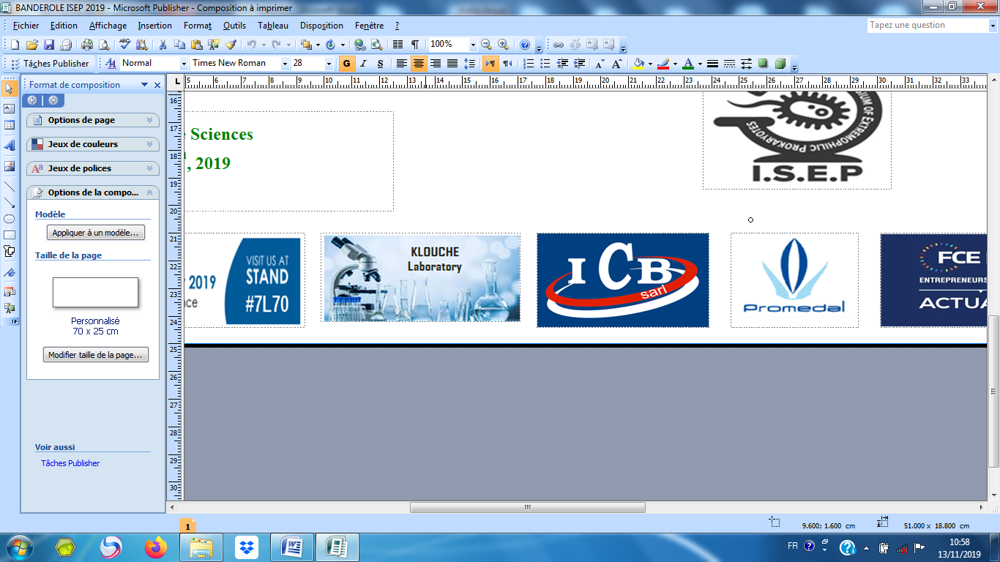 BANDEROLE ISEP 2019 - Microsoft Publisher - Composition à imprimer
Fichier Edition Affichage Insertion Format Outils Tableau Disposition Fenêtre ?
Tapez une question
100%
Tâches Publisher
Normal
Times New Roman
28
G I S
Format de composition
Options de page
Jeux de couleurs
Jeux de polices
Options de la compo...
Modèle
Appliquer à un modèle...
Taille de la page
Personnalisé
70 x 25 cm
Modifier taille de la page...
Voir aussi
Tâches Publisher
L
5 6 7 8 9 10 11 12 13 14 15 16 17 18 19 20 21 22 23 24 25 26 27 28 29 30 31 32 33
16
17
18
19
20
21
22
23
24
25
26
27
28
29
30
Sciences
, 2019
UM OF EXTREMOPHILIC PROKARYOTES
I.S.E.P
2019
nce
VISIT US AT
STAND
#7L70
KLOUCHE
Laboratory
ICB
sarl
Promedal
FCE
ENTREPRENEURS
ACTUA
1
9.600; 1.600 cm
51.000 x 18.800 cm
FR
10:58
13/11/2019